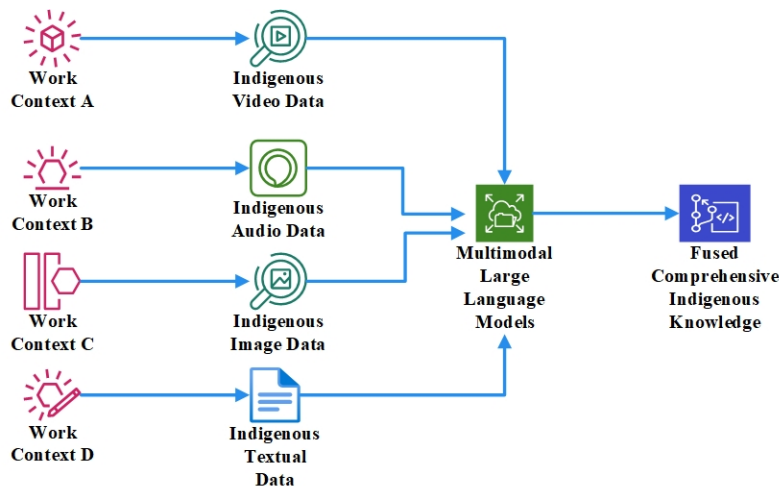 Work
Context A
Indigenous
Video Data
Work
Context B
Indigenous
Audio Data
Work
Context C
Indigenous
Image Data
Work
Context D
Indigenous
Textual
Data
Multimodal
Large
Language
Models
</>
Fused
Comprehensive
Indigenous
Knowledge